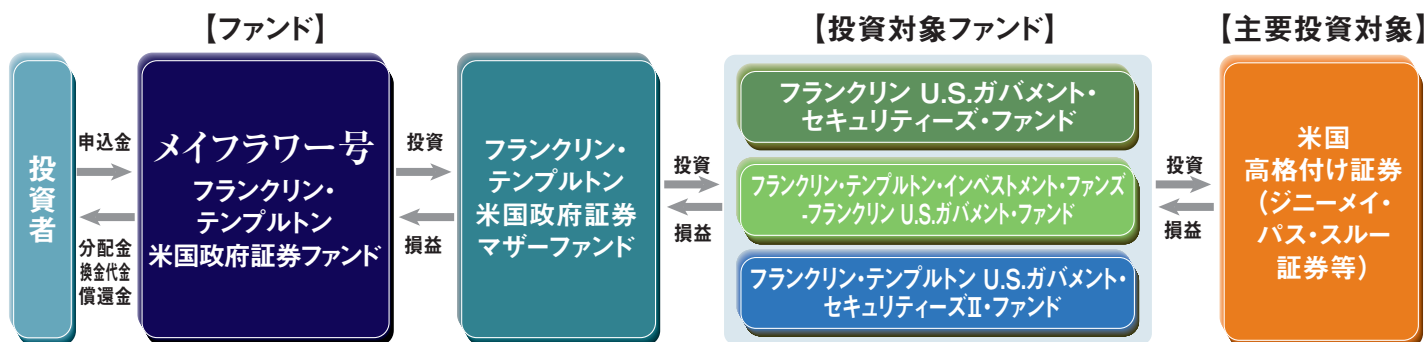 【ファンド】
【投資対象ファンド】
【主要投資対象】
投資者
申込金
分配金
換金代金
償還金
メイフラワー号
フランクリン・
テンプルトン
米国政府証券ファンド
投資
損益
フランクリン・
テンプルトン
米国政府証券
マザーファンド
投資
損益
フランクリン U.S.ガバメント・
セキュリティーズ・ファンド
フランクリン・テンプルトン・インベストメント・ファンズ
-フランクリン U.S.ガバメント・ファンド
フランクリン・テンプルトン U.S.ガバメント・
セキュリティーズⅡ・ファンド
投資
損益
米国
高格付け証券
(ジニーメイ・
パス・スルー
証券等)